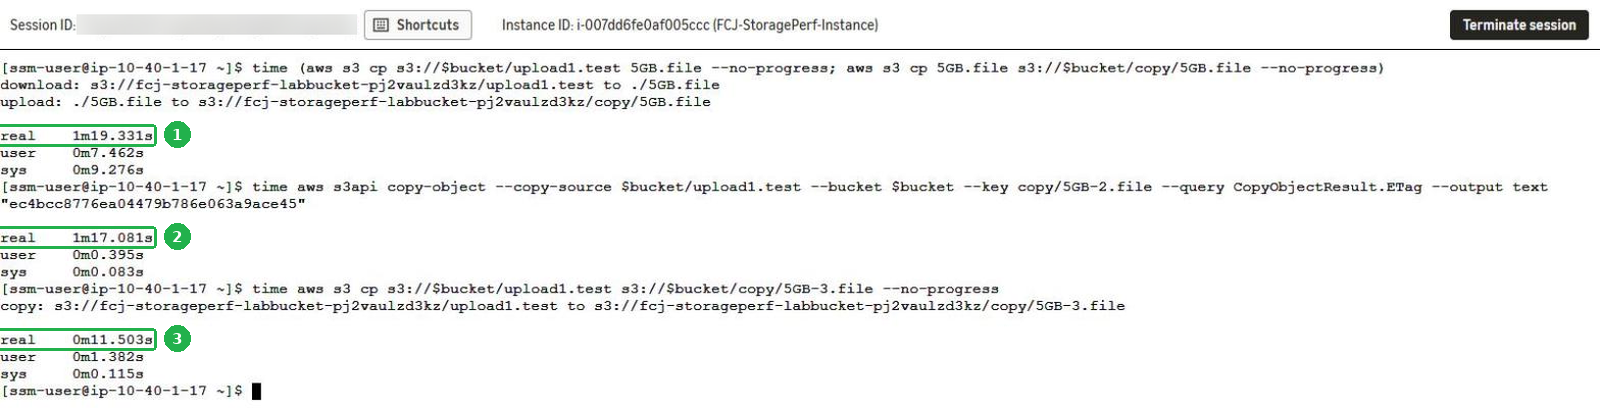 Session ID: Shortcuts Instance ID: i-007dd6fe0af005ccc (FCJ-StoragePerf-Instance) Terminate session
[ssm-user@ip-10-40-1-17 ~]$ time (aws s3 cp s3://$bucket/upload1.test 5GB.file --no-progress; aws s3 cp 5GB.file s3://$bucket/copy/5GB.file --no-progress)
download: s3://fcj-storageperf-labbucket-pj2vaulzd3kz/upload1.test to ./5GB.file
upload: ./5GB.file to s3://fcj-storageperf-labbucket-pj2vaulzd3kz/copy/5GB.file
real 1m19.331s 1
user 0m7.462s
sys 0m9.276s
[ssm-user@ip-10-40-1-17 ~]$ time aws s3api copy-object --copy-source $bucket/upload1.test --bucket $bucket --key copy/5GB-2.file --query CopyObjectResult.ETag --output text
"ec4bcc8776ea04479b786e063a9ace45"
real 1m17.081s 2
user 0m0.395s
sys 0m0.083s
[ssm-user@ip-10-40-1-17 ~]$ time aws s3 cp s3://$bucket/upload1.test s3://$bucket/copy/5GB-3.file --no-progress
copy: s3://fcj-storageperf-labbucket-pj2vaulzd3kz/upload1.test to s3://fcj-storageperf-labbucket-pj2vaulzd3kz/copy/5GB-3.file
real 0m11.503s 3
user 0m1.382s
sys 0m0.115s
[ssm-user@ip-10-40-1-17 ~]$